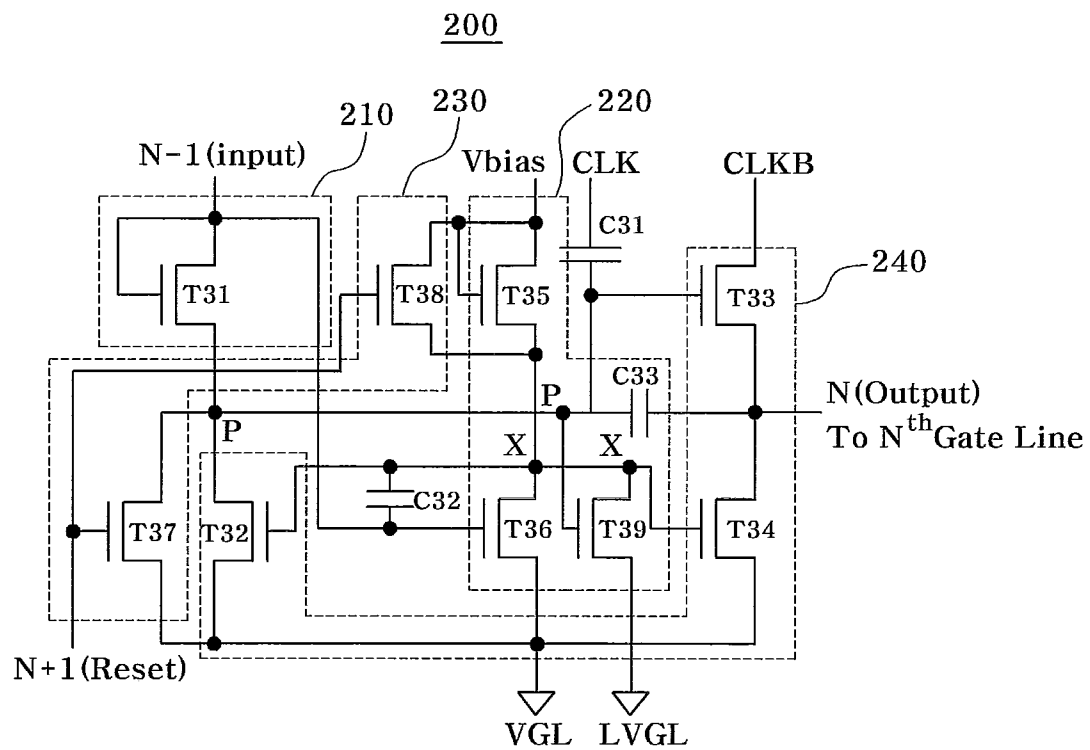 200
210
230
220
N-1(input)
Vbias
CLK
CLKB
C31
240
T31
T38
T35
T33
P
P
C33
N(Output)
To Nth Gate Line
X
X
C32
T37
T32
T36
T39
T34
N+1(Reset)
VGL
LVGL